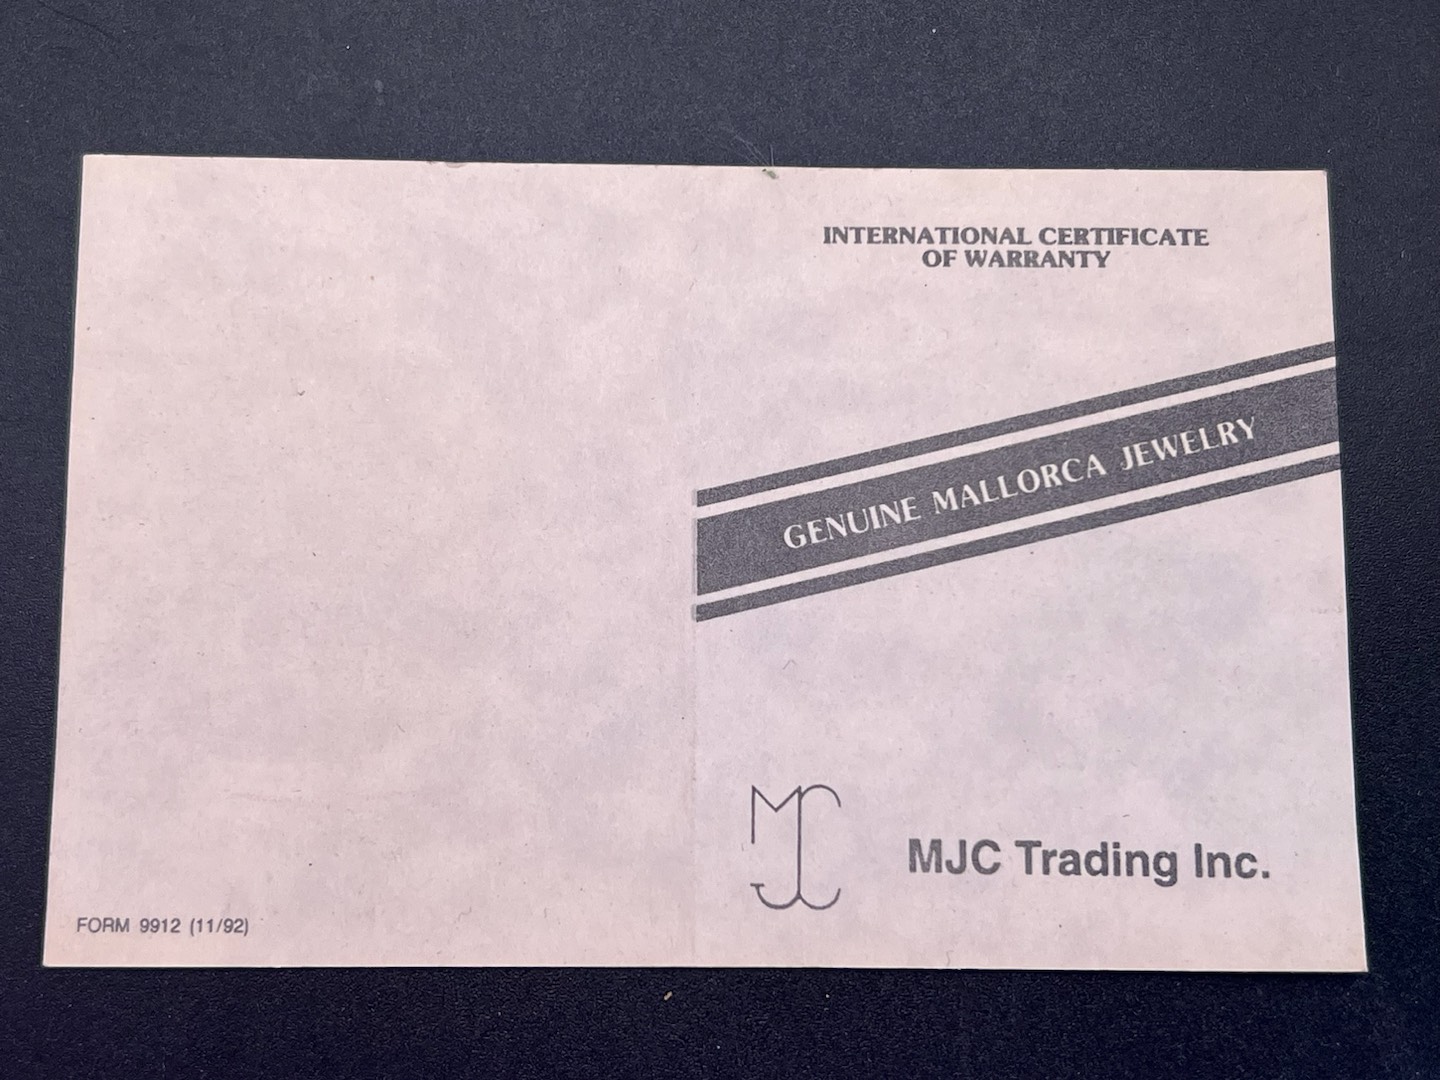 INTERNATIONAL CERTIFICATE
OF WARRANTY
GENUINE MALLORCA JEWELRY
MJC
MJC Trading Inc.
FORM 9912 (11/92)